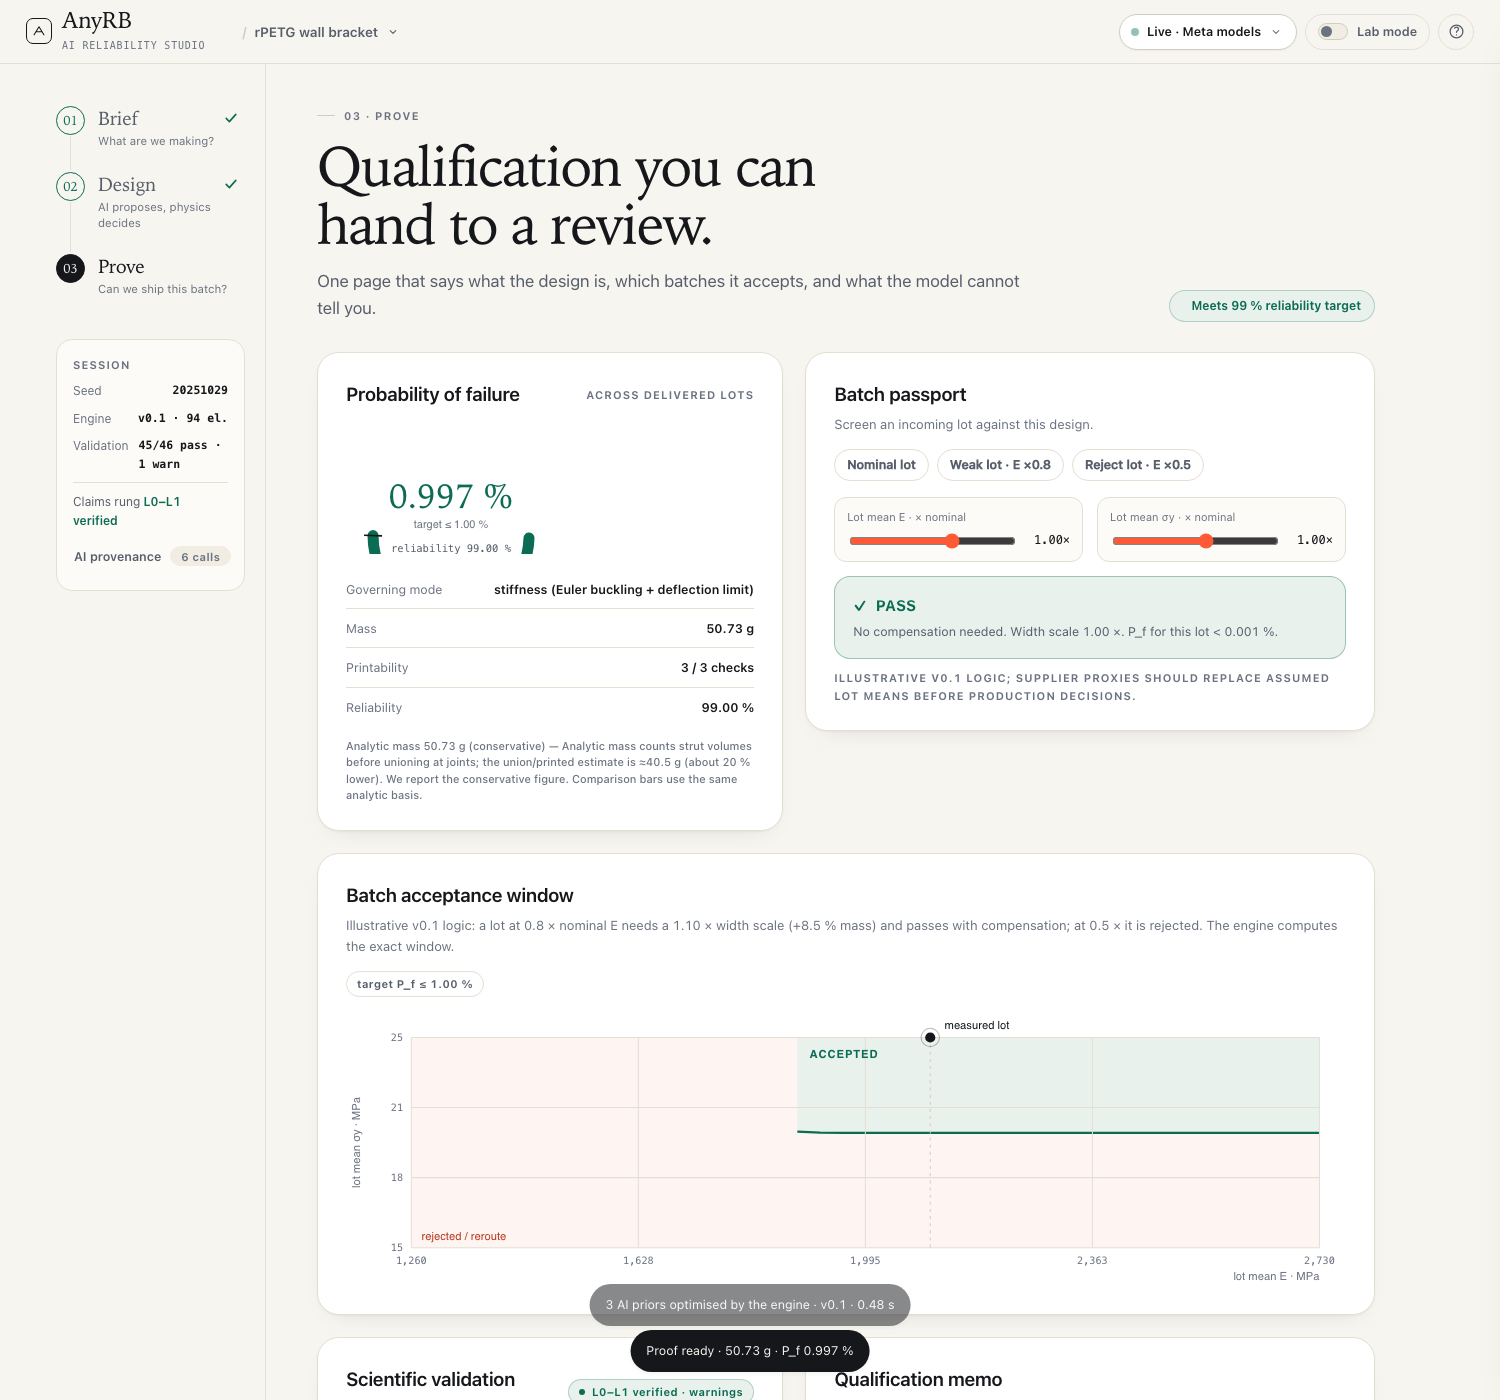 AnyRB
AI RELIABILITY STUDIO
/ rPETG wall bracket
Live · Meta models
Lab mode
01
Brief
What are we making?
02
Design
AI proposes, physics
decides
03
Prove
Can we ship this batch?
SESSION
Seed 20251029
Engine v0.1 · 94 el.
Validation 45/46 pass ·
1 warn
Claims rung L0–L1
verified
AI provenance 6 calls
03 · PROVE
Qualification you can
hand to a review.
One page that says what the design is, which batches it accepts, and what the model cannot
tell you.
Meets 99 % reliability target
Probability of failure
ACROSS DELIVERED LOTS
0.997 %
target ≤ 1.00 %
reliability 99.00 %
Governing mode stiffness (Euler buckling + deflection limit)
Mass 50.73 g
Printability 3 / 3 checks
Reliability 99.00 %
Analytic mass 50.73 g (conservative) — Analytic mass counts strut volumes
before unioning at joints; the union/printed estimate is ≈40.5 g (about 20 %
lower). We report the conservative figure. Comparison bars use the same
analytic basis.
Batch passport
Screen an incoming lot against this design.
Nominal lot
Weak lot · E ×0.8
Reject lot · E ×0.5
Lot mean E · × nominal
1.00×
Lot mean σy · × nominal
1.00×
PASS
No compensation needed. Width scale 1.00 ×. P_f for this lot < 0.001 %.
ILLUSTRATIVE V0.1 LOGIC; SUPPLIER PROXIES SHOULD REPLACE ASSUMED
LOT MEANS BEFORE PRODUCTION DECISIONS.
Batch acceptance window
Illustrative v0.1 logic: a lot at 0.8 × nominal E needs a 1.10 × width scale (+8.5 % mass) and passes with compensation; at 0.5 × it is rejected. The engine computes
the exact window.
target P_f ≤ 1.00 %
measured lot
25
ACCEPTED
21
lot mean σy · MPa
18
rejected / reroute
15
1,260
1,628
1,995
2,363
2,730
lot mean E · MPa
3 AI priors optimised by the engine · v0.1 · 0.48 s
Proof ready · 50.73 g · P_f 0.997 %
Scientific validation
L0–L1 verified · warnings
Qualification memo